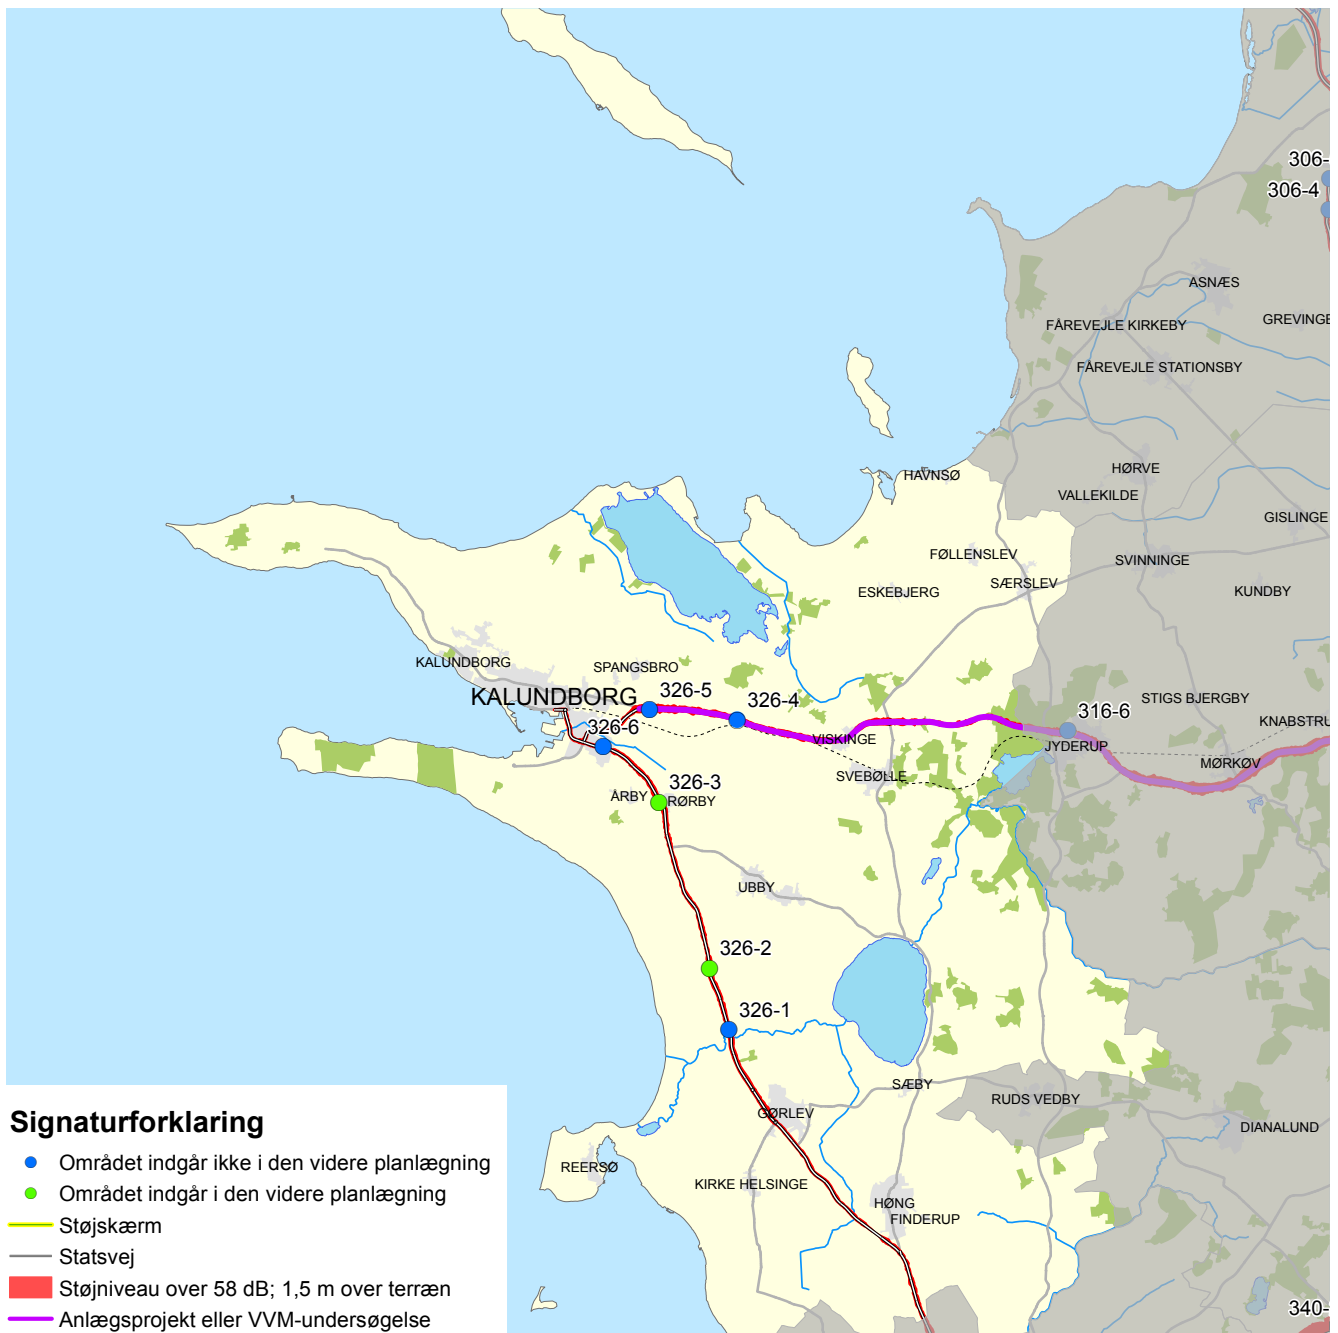 306-
306-4
ASNÆS
FÅREVEJLE KIRKEBY
GREVINGE
FÅREVEJLE STATIONSBY
HØRVE
HAVNSØ
VALLEKILDE
GISLINGE
FØLLENSLEV
SVINNINGE
SÆRSLEV
ESKEBJERG
KUNDBY
KALUNDBORG
SPANGSBRO
KALUNDBORG
326-5
326-4
STIGS BJERGBY
316-6
KNABSTRU
326-6
VISKINGE
JYDERUP
MØRKØV
SVEBØLLE
326-3
ÅRBY
RØRBY
UBBY
326-2
326-1
SÆBY
RUDS VEDBY
GØRLEV
DIANALUND
REERSØ
KIRKE HELSINGE
HØNG
FINDERUP
340-
Signaturforklaring
Området indgår ikke i den videre planlægning
Området indgår i den videre planlægning
Støjskærm
Statsvej
Støjniveau over 58 dB; 1,5 m over terræn
Anlægsprojekt eller VVM-undersøgelse